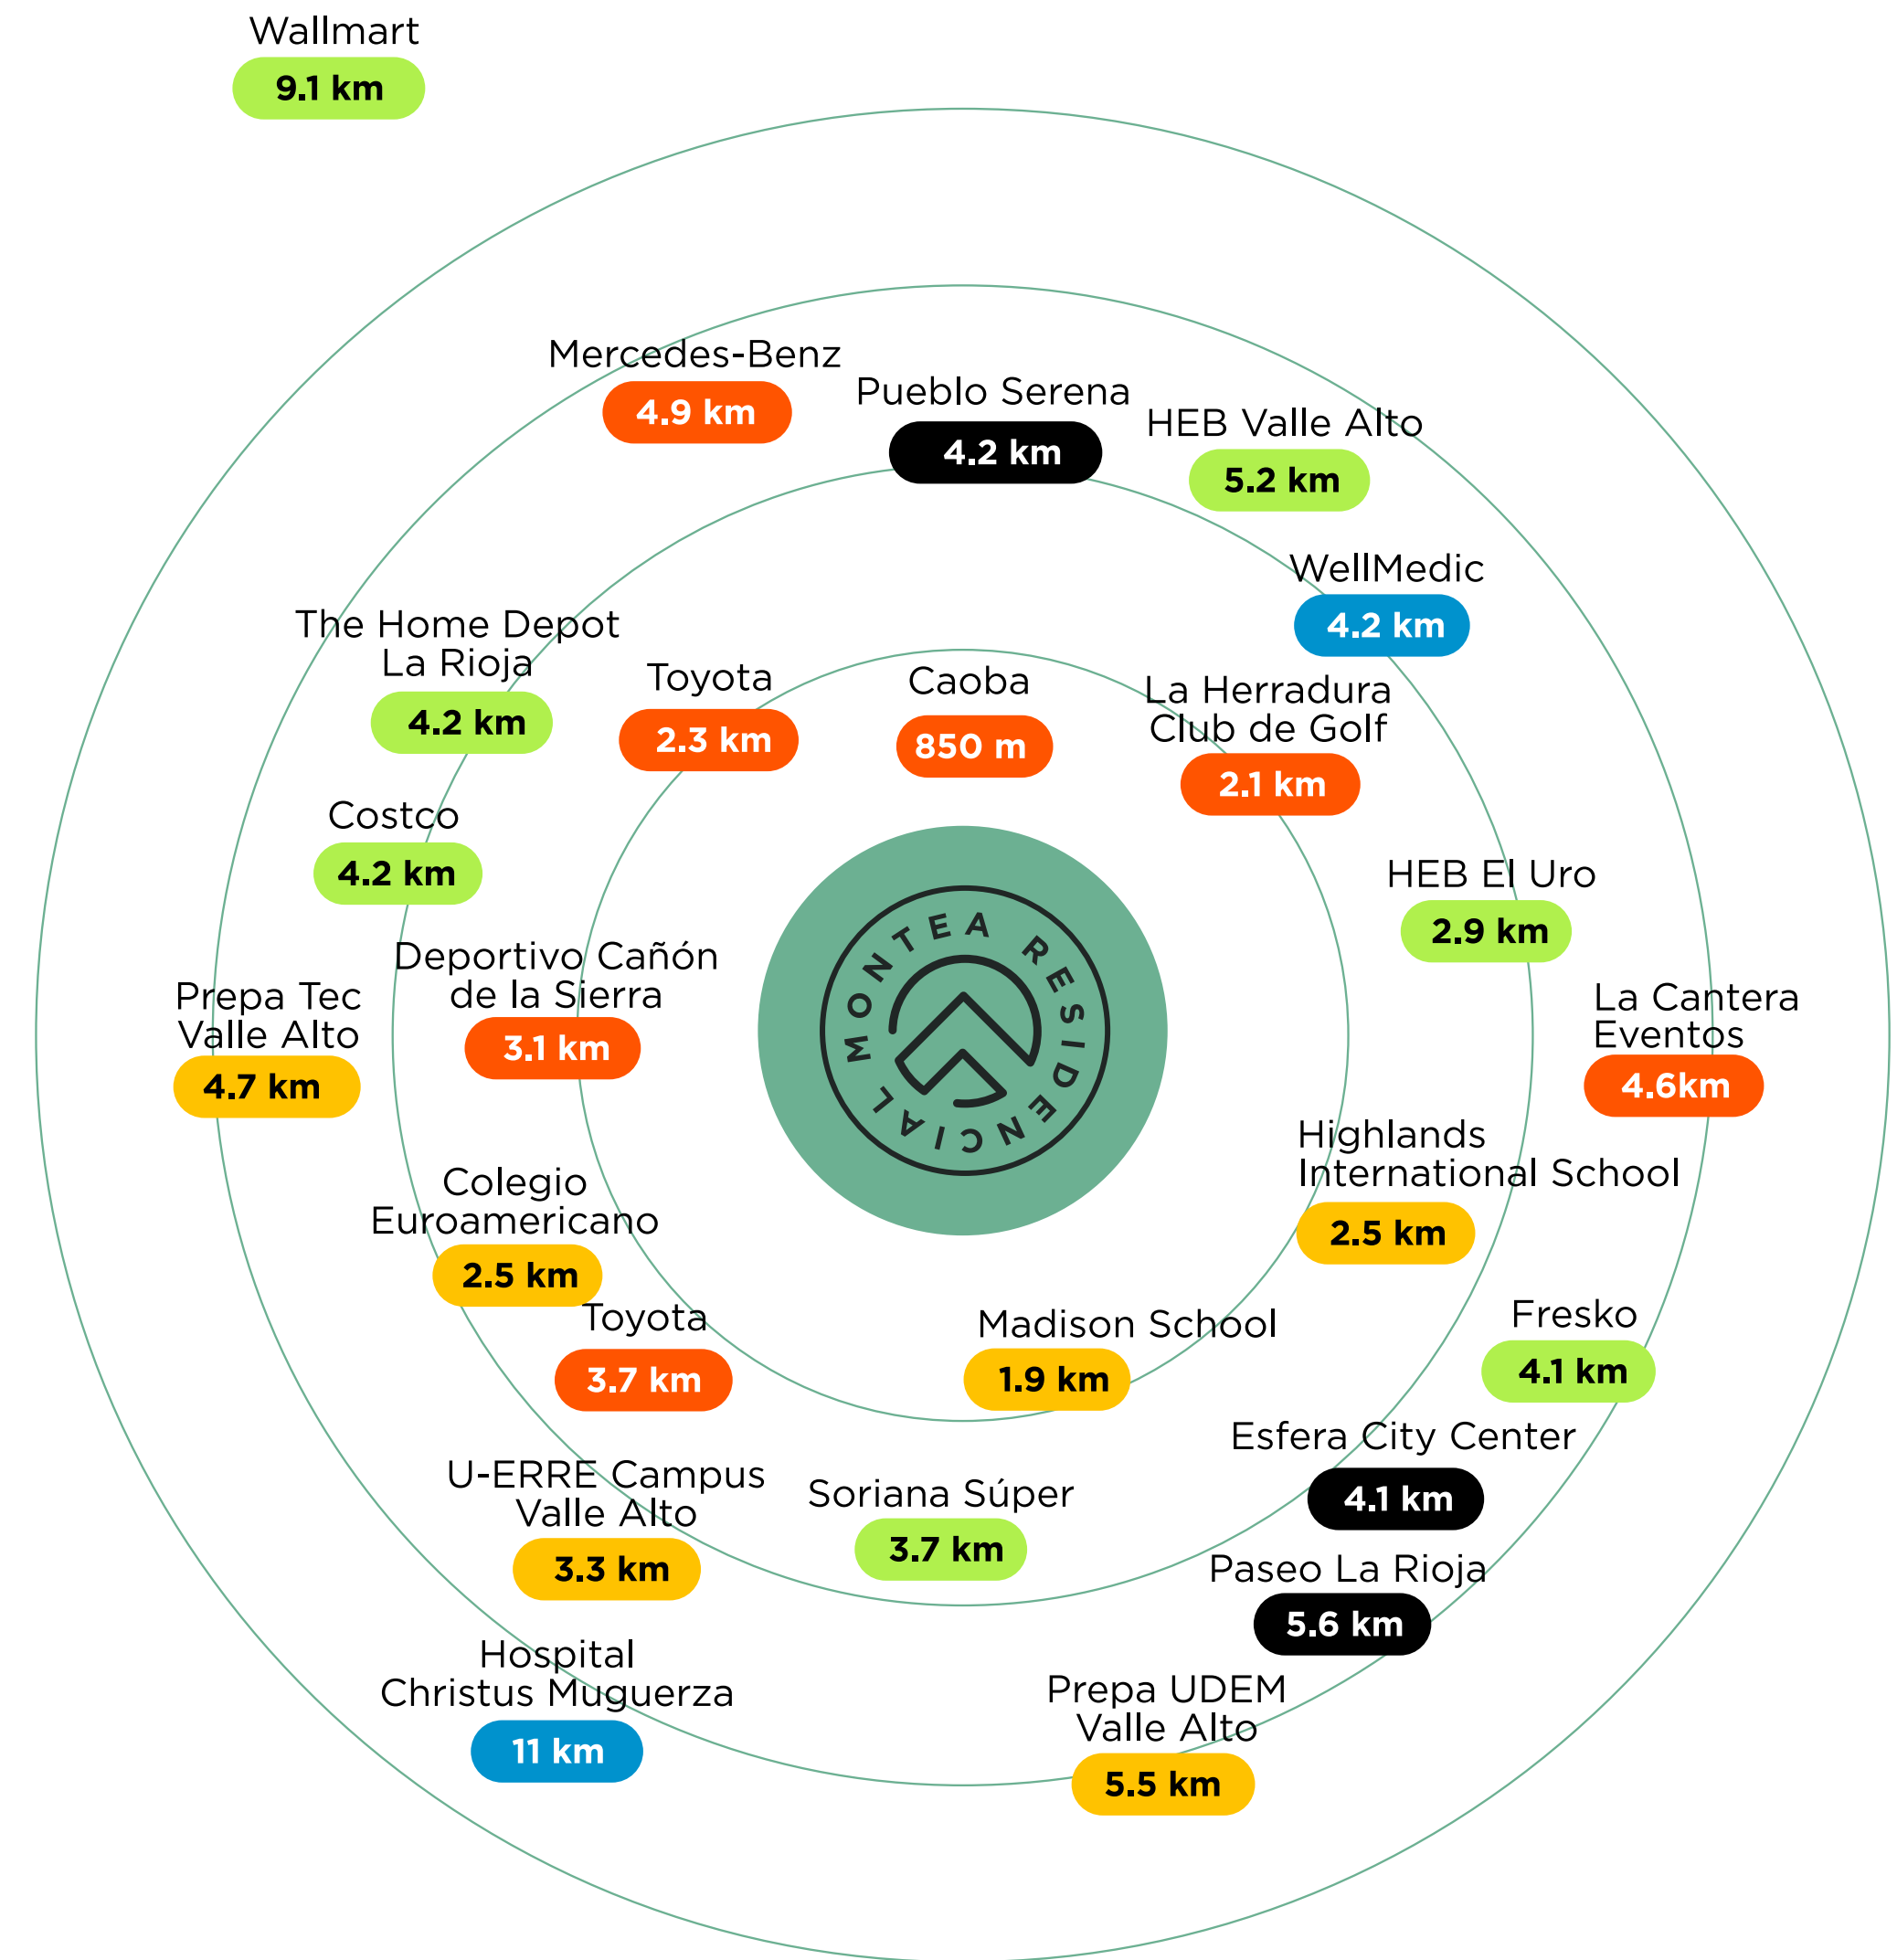 Wallmart
9.1 km
Mercedes-Benz
4.9 km
Pueblo Serena
4.2 km
HEB Valle Alto
5.2 km
WellMedic
4.2 km
The Home Depot
La Rioja
4.2 km
Toyota
2.3 km
Caoba
850 m
La Herradura
Club de Golf
2.1 km
Costco
4.2 km
HEB El Uro
2.9 km
MONTEA RESIDENCIAL
Deportivo Cañón
de la Sierra
3.1 km
Prepa Tec
Valle Alto
4.7 km
La Cantera
Eventos
4.6km
Highlands
International School
2.5 km
Colegio
Euroamericano
2.5 km
Toyota
3.7 km
Madison School
1.9 km
Fresko
4.1 km
Esfera City Center
4.1 km
U-ERRE Campus
Valle Alto
3.3 km
Soriana Súper
3.7 km
Paseo La Rioja
5.6 km
Hospital
Christus Muguerza
11 km
Prepa UDEM
Valle Alto
5.5 km